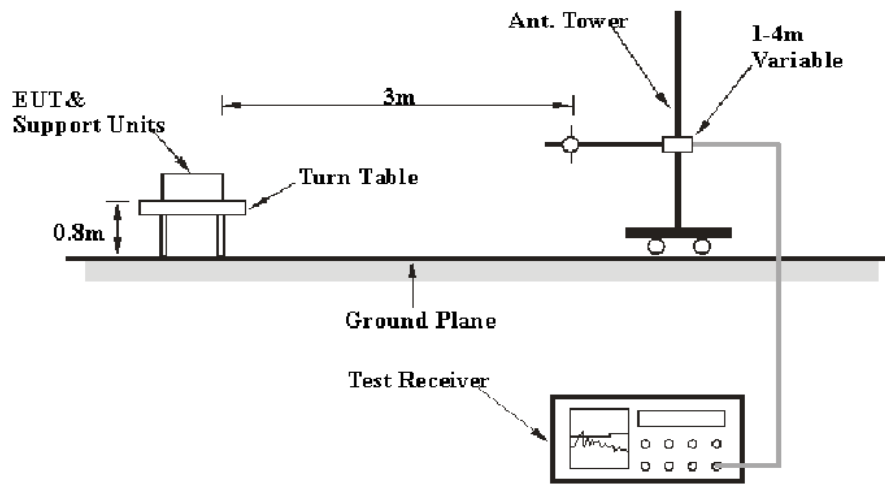 Ant. Tower
1-4m
Variable
3m
EUT&
Support Units
Turn Table
0.8m
Ground Plane
Test Receiver